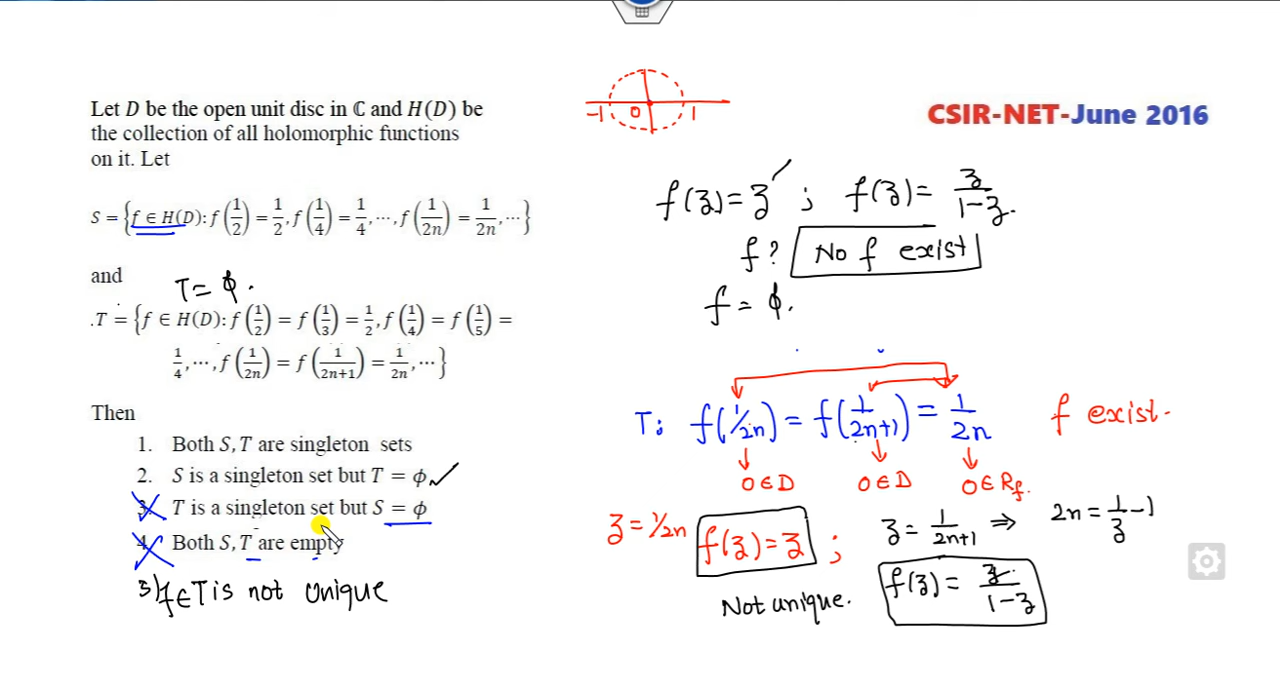 Let D be the open unit disc in ℂ and H(D) be
the collection of all holomorphic functions
on it. Let
S = {f ∈ H(D): f(1/2) = 1/2, f(1/4) = 1/4, ⋯, f(1/2n) = 1/2n, ⋯}
and
T = ϕ.
.T = {f ∈ H(D): f(1/2) = f(1/3) = 1/2, f(1/4) = f(1/5) =
1/4, ⋯, f(1/2n) = f(1/2n+1) = 1/2n, ⋯}
Then
1. Both S, T are singleton sets
2. S is a singleton set but T = ϕ ✓
3. T is a singleton set but S = ϕ
4. Both S, T are empty
3) f∈T is not unique
-1 0 1
CSIR-NET-June 2016
f(z) = z ✓ ; f(z) = z/1-z.
f? No f exist
f = ϕ.
T: f(1/2n) = f(1/2n+1) = 1/2n f exist.
0∈D 0∈D 0∈Rf.
z = 1/2n f(z) = z ; z = 1/2n+1 ⇒ 2n = 1/z - 1
Not unique. f(z) = z/1-z